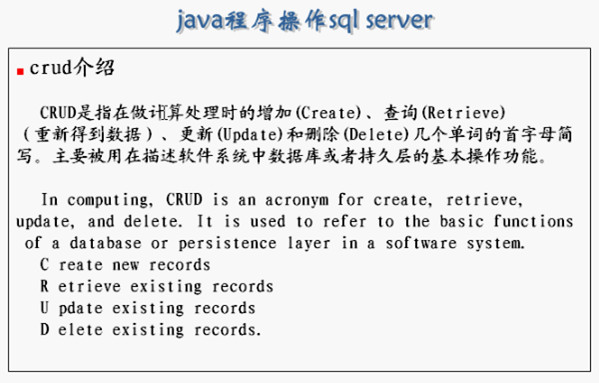 java程序操作sql server
crud介绍
CRUD是指在做计算处理时的增加(Create)、查询(Retrieve)
（重新得到数据）、更新(Update)和删除(Delete)几个单词的首字母简
写。主要被用在描述软件系统中数据库或者持久层的基本操作功能。
In computing, CRUD is an acronym for create, retrieve,
update, and delete. It is used to refer to the basic functions
of a database or persistence layer in a software system.
C reate new records
R etrieve existing records
U pdate existing records
D elete existing records.